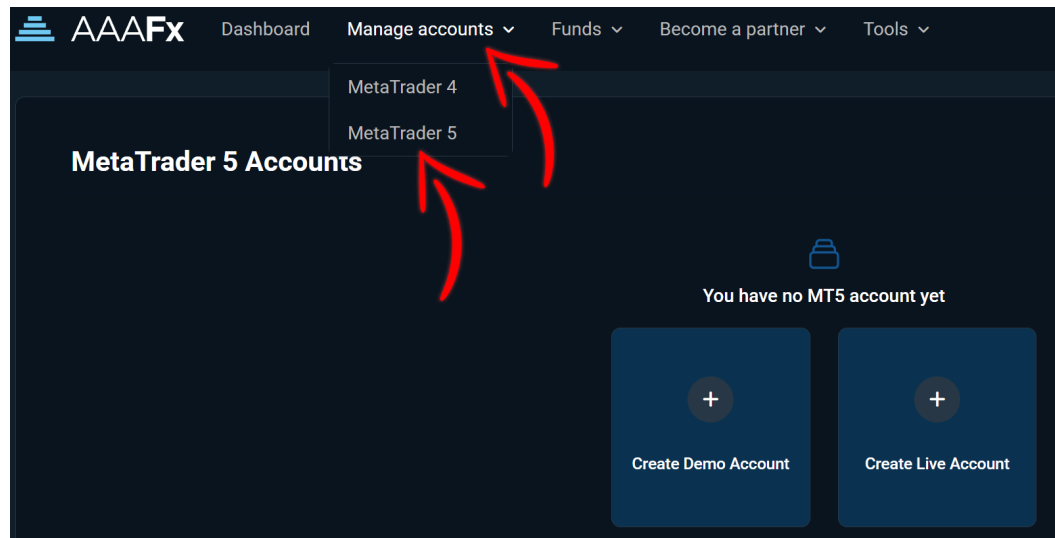 AAAFx Dashboard Manage accounts Funds Become a partner Tools
MetaTrader 4
MetaTrader 5
MetaTrader 5 Accounts
You have no MT5 account yet
+ +
Create Demo Account Create Live Account